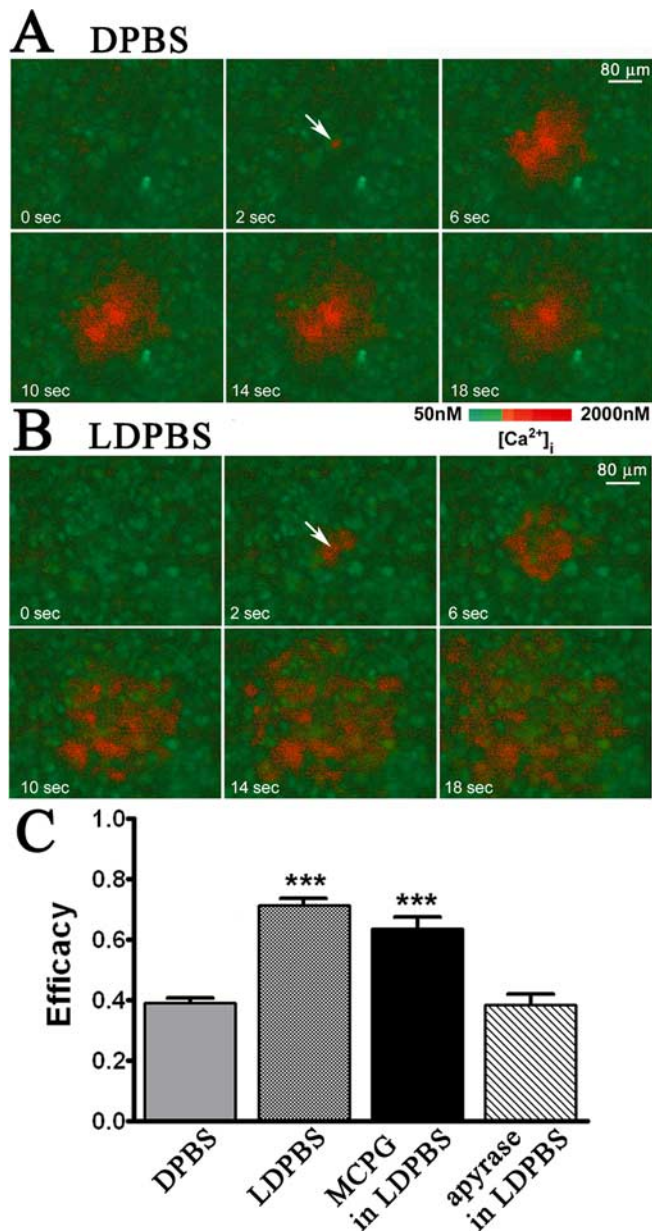 A DPBS
80 µm
0 sec
2 sec
6 sec
10 sec
14 sec
18 sec
50nM 2000nM
[Ca²⁺]ᵢ
B LDPBS
80 µm
0 sec
2 sec
6 sec
10 sec
14 sec
18 sec
C
Efficacy
1.0
0.8
0.6
0.4
0.2
0.0
***
***
DPBS
LDPBS
MCPG
in LDPBS
apyrase
in LDPBS